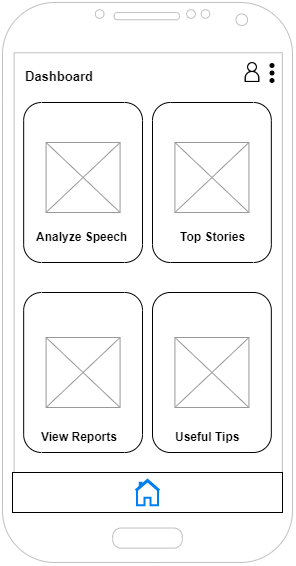 Dashboard
Analyze Speech
Top Stories
View Reports
Useful Tips